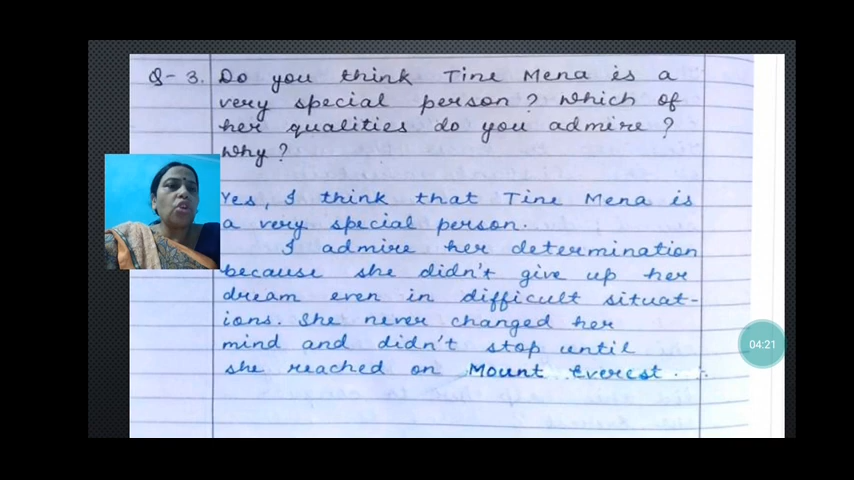 Q- 3. Do you think Tine Mena is a
very special person ? Which of
her qualities do you admire ?
Why ?
Yes, I think that Tine Mena is
a very special person.
I admire her determination
because she didn't give up her
dream even in difficult situat-
ions. She never changed her
mind and didn't stop until
she reached on Mount Everest.
04:21